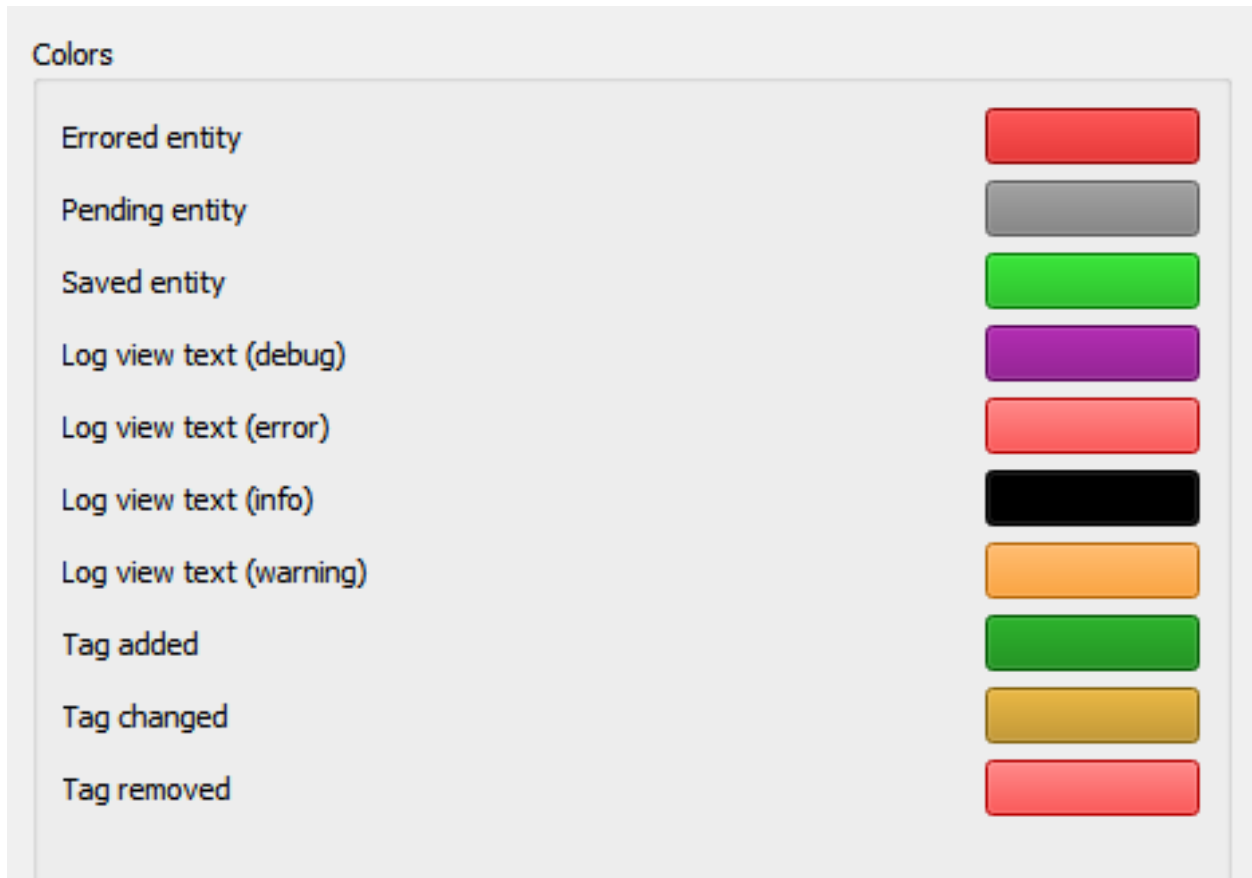 Colors
Errored entity
Pending entity
Saved entity
Log view text (debug)
Log view text (error)
Log view text (info)
Log view text (warning)
Tag added
Tag changed
Tag removed